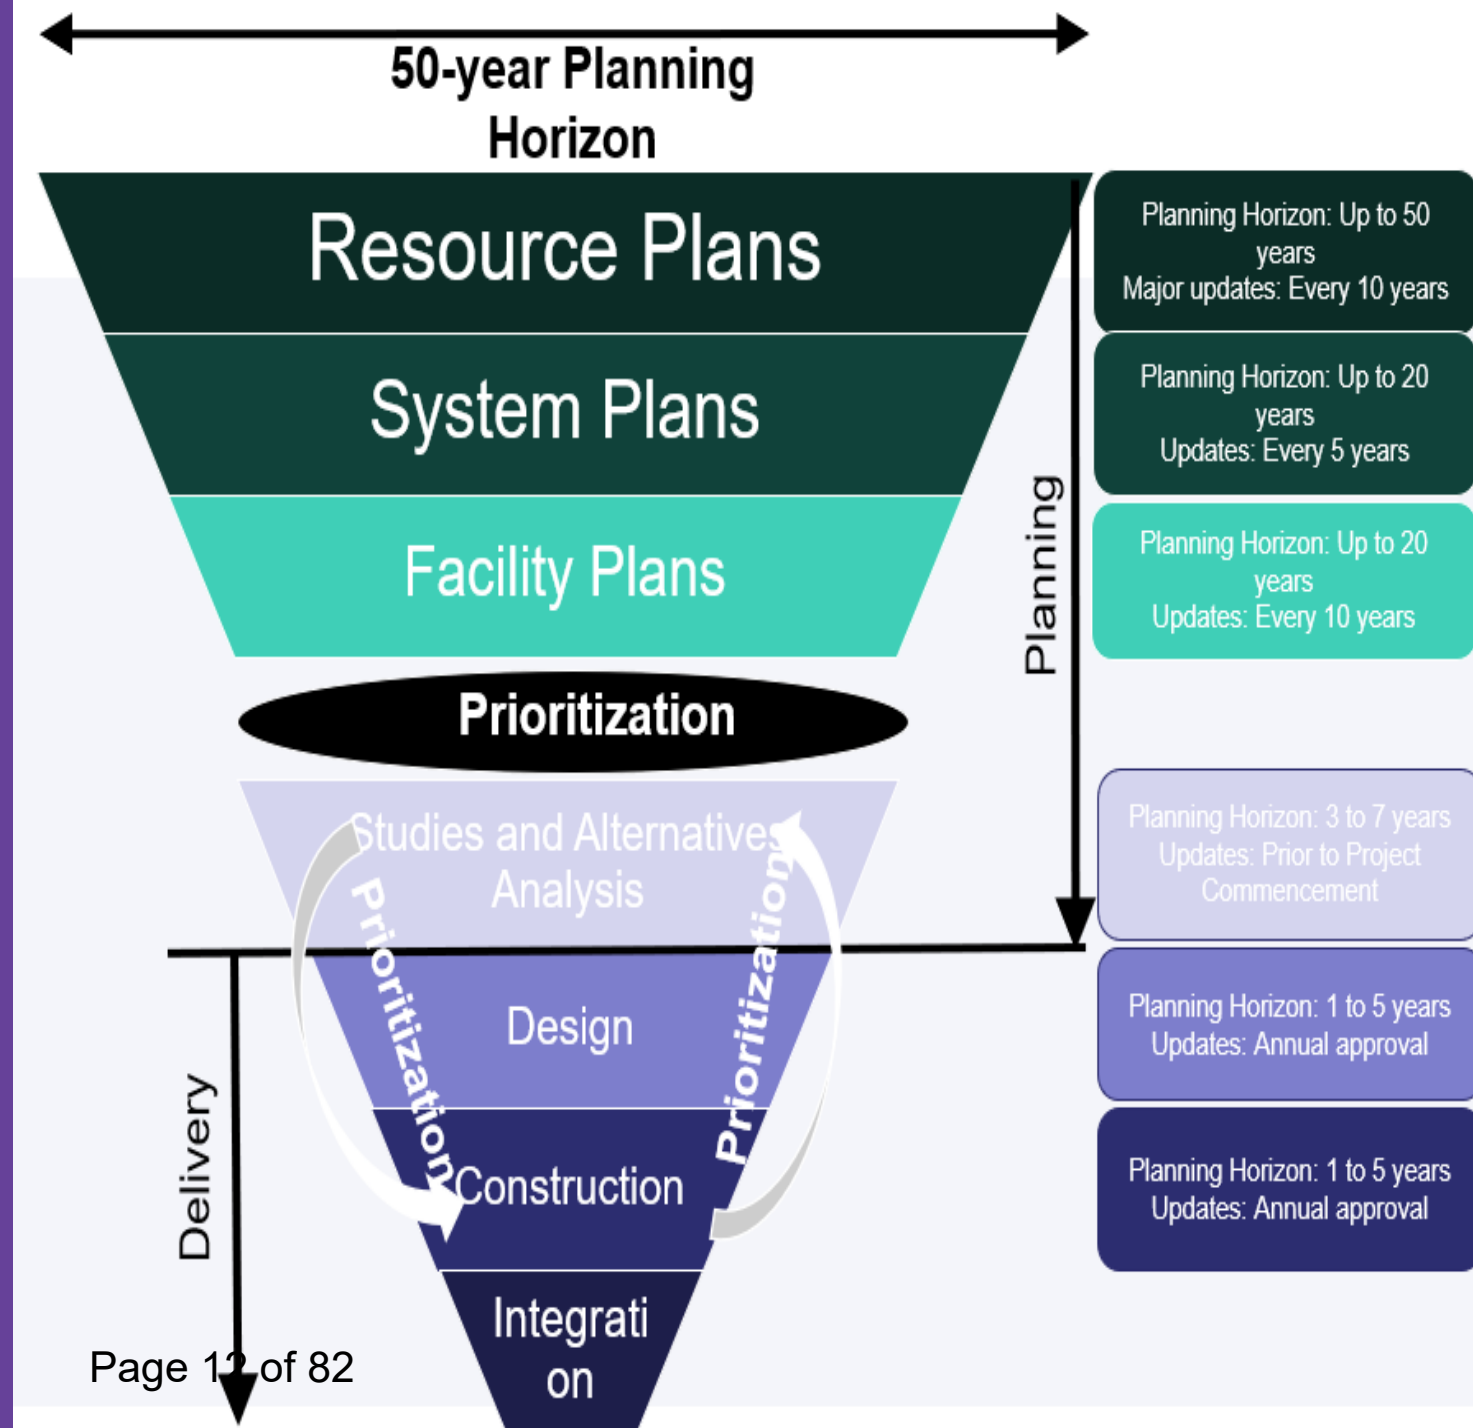 50-year Planning
Horizon
Resource Plans
Planning Horizon: Up to 50
years
Major updates: Every 10 years
System Plans
Planning Horizon: Up to 20
years
Updates: Every 5 years
Planning
Facility Plans
Planning Horizon: Up to 20
years
Updates: Every 10 years
Prioritization
Studies and Alternatives
Analysis
Planning Horizon: 3 to 7 years
Updates: Prior to Project
Commencement
Prioritization
Prioritization
Design
Planning Horizon: 1 to 5 years
Updates: Annual approval
Delivery
Construction
Planning Horizon: 1 to 5 years
Updates: Annual approval
Integrati
on
Page 12 of 82